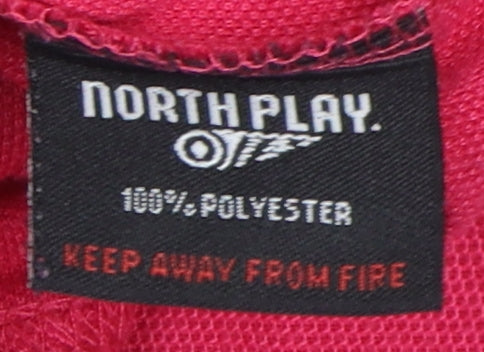 NORTH PLAY.
100% POLYESTER
KEEP AWAY FROM FIRE